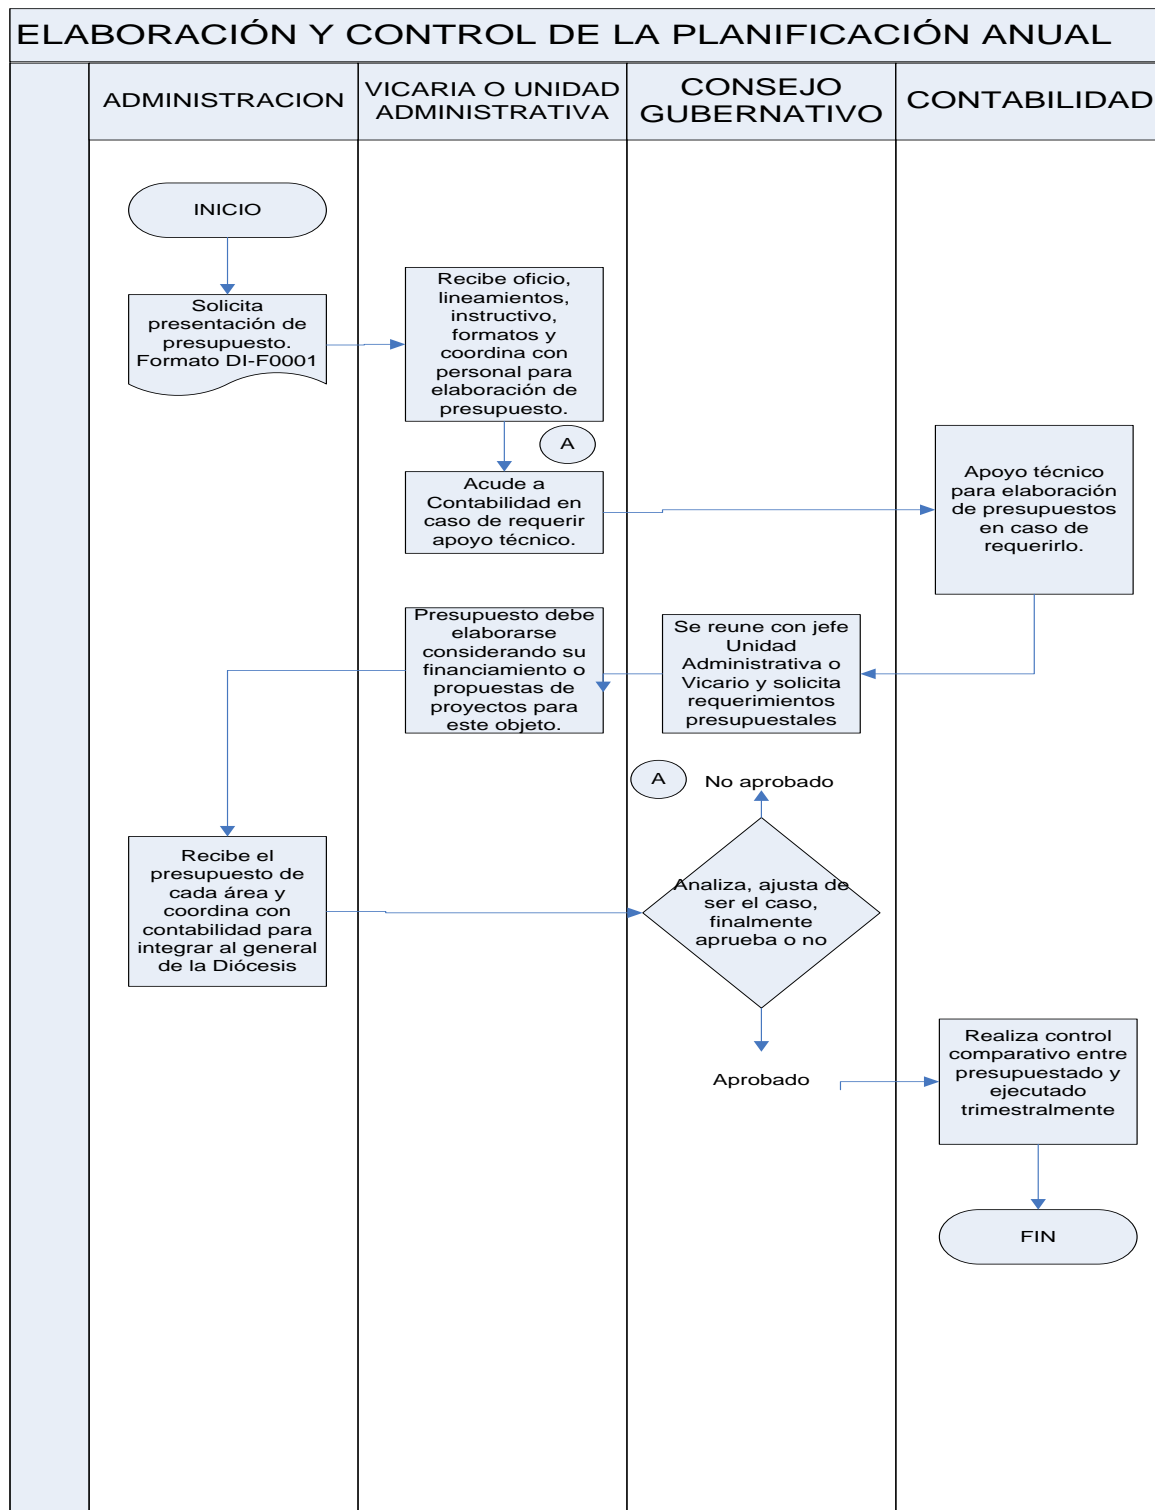 ELABORACIÓN Y CONTROL DE LA PLANIFICACIÓN ANUAL
ADMINISTRACION
VICARIA O UNIDAD
ADMINISTRATIVA
CONSEJO
GUBERNATIVO
CONTABILIDAD
INICIO
Solicita
presentación de
presupuesto.
Formato DI-F0001
Recibe oficio,
lineamientos,
instructivo,
formatos y
coordina con
personal para
elaboración de
presupuesto.
A
Acude a
Contabilidad en
caso de requerir
apoyo técnico.
Apoyo técnico
para elaboración
de presupuestos
en caso de
requerirlo.
Se reune con jefe
Unidad
Administrativa o
Vicario y solicita
requerimientos
presupuestales
Presupuesto debe
elaborarse
considerando su
financiamiento o
propuestas de
proyectos para
este objeto.
Recibe el
presupuesto de
cada área y
coordina con
contabilidad para
integrar al general
de la Diócesis
A
No aprobado
Analiza, ajusta de
ser el caso,
finalmente
aprueba o no
Aprobado
Realiza control
comparativo entre
presupuestado y
ejecutado
trimestralmente
FIN